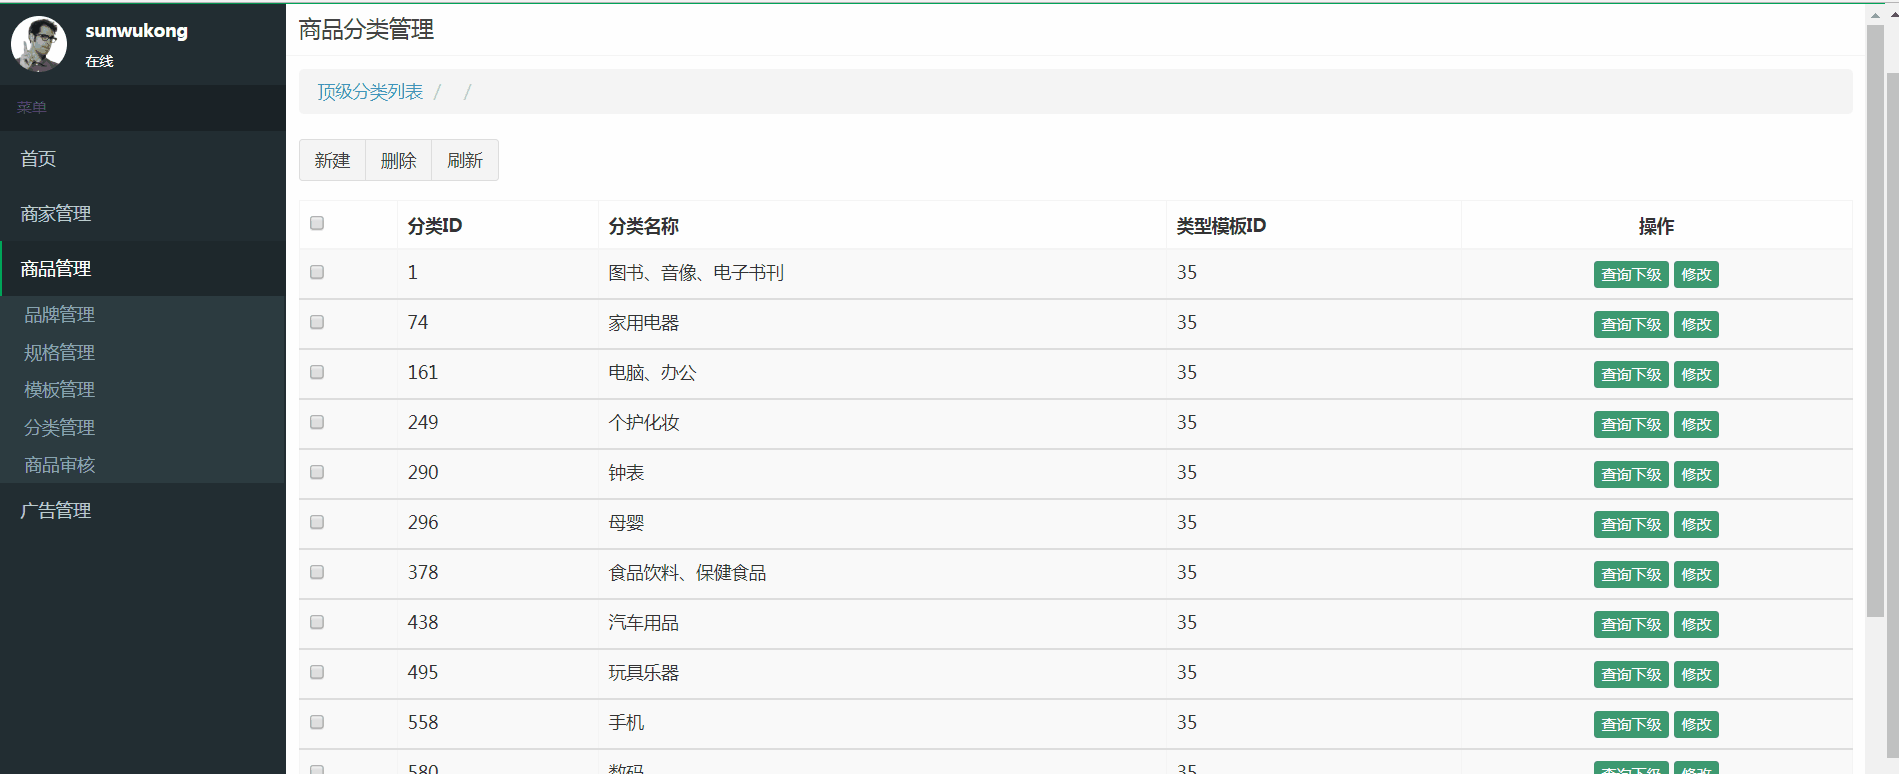 sunwukong
在线
菜单
首页
商家管理
商品管理
品牌管理
规格管理
模板管理
分类管理
商品审核
广告管理
商品分类管理
顶级分类列表 / /
新建 删除 刷新
分类ID 分类名称 类型模板ID 操作
1 图书、音像、电子书刊 35 查询下级 修改
74 家用电器 35 查询下级 修改
161 电脑、办公 35 查询下级 修改
249 个护化妆 35 查询下级 修改
290 钟表 35 查询下级 修改
296 母婴 35 查询下级 修改
378 食品饮料、保健食品 35 查询下级 修改
438 汽车用品 35 查询下级 修改
495 玩具乐器 35 查询下级 修改
558 手机 35 查询下级 修改
580 数码 35 查询下级 修改